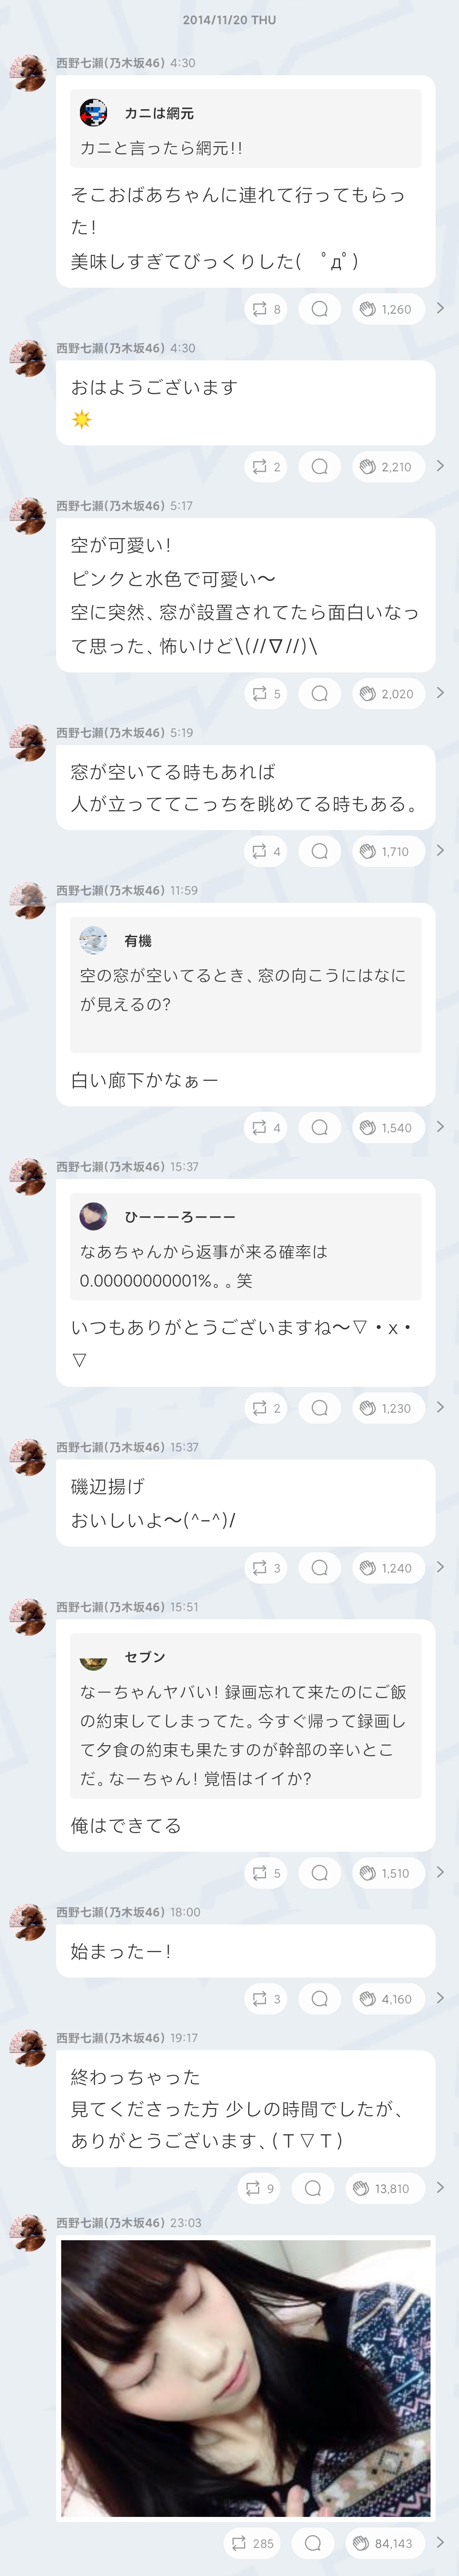 2014/11/20 THU
西野七瀬(乃木坂46) 4:30
カニは網元
カニと言ったら網元!!
そこおばあちゃんに連れて行ってもらっ
た!
美味しすぎてびっくりした(　ﾟдﾟ)
8 1,260
西野七瀬(乃木坂46) 4:30
おはようございます
☀
2 2,210
西野七瀬(乃木坂46) 5:17
空が可愛い!
ピンクと水色で可愛い〜
空に突然、窓が設置されてたら面白いなっ
て思った、怖いけど\(//∇//)\
5 2,020
西野七瀬(乃木坂46) 5:19
窓が空いてる時もあれば
人が立っててこっちを眺めてる時もある。
4 1,710
西野七瀬(乃木坂46) 11:59
有機
空の窓が空いてるとき、窓の向こうにはなに
が見えるの?
白い廊下かなぁー
4 1,540
西野七瀬(乃木坂46) 15:37
ひーーーろーーー
なあちゃんから返事が来る確率は
0.00000000001%。。笑
いつもありがとうございますね〜▽・x・
▽
2 1,230
西野七瀬(乃木坂46) 15:37
磯辺揚げ
おいしいよ〜(^-^)/
3 1,240
西野七瀬(乃木坂46) 15:51
セブン
なーちゃんヤバい! 録画忘れて来たのにご飯
の約束してしまってた。今すぐ帰って録画し
て夕食の約束も果たすのが幹部の辛いとこ
だ。なーちゃん! 覚悟はイイか?
俺はできてる
5 1,510
西野七瀬(乃木坂46) 18:00
始まったー!
3 4,160
西野七瀬(乃木坂46) 19:17
終わっちゃった
見てくださった方 少しの時間でしたが、
ありがとうございます、(T▽T)
9 13,810
西野七瀬(乃木坂46) 23:03
285 84,143